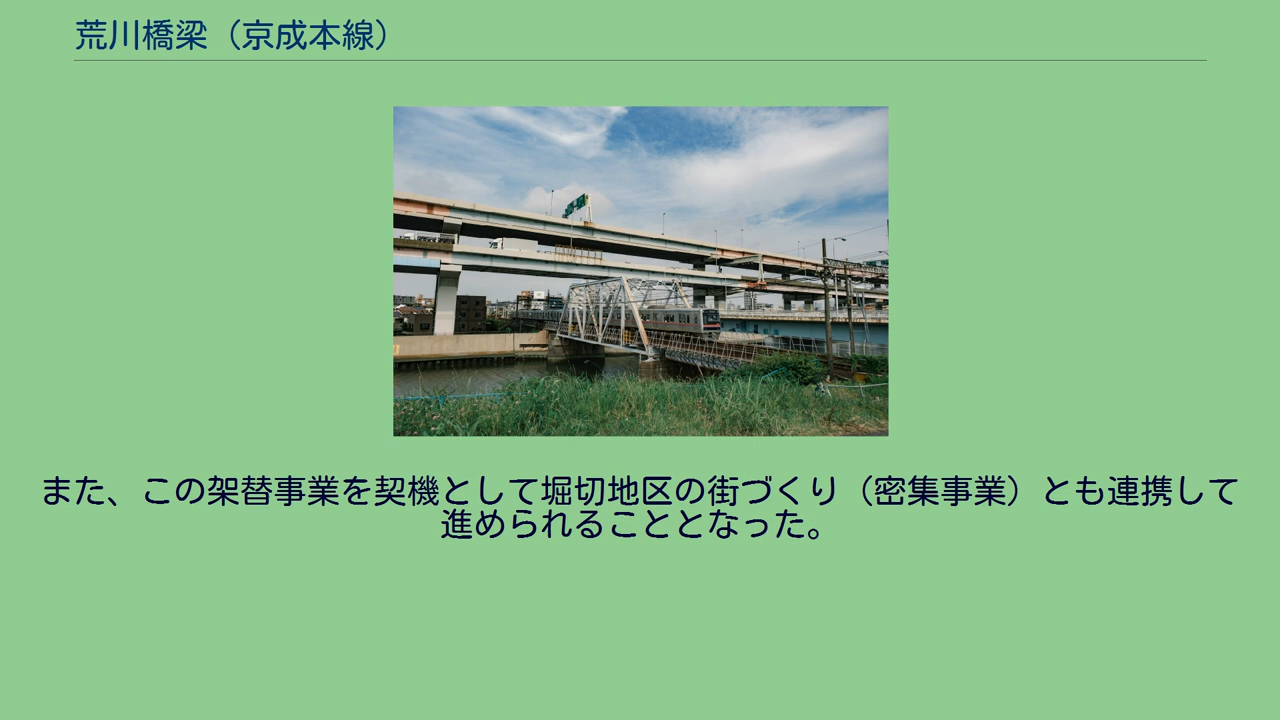 荒川橋梁（京成本線）
また、この架替事業を契機として堀切地区の街づくり（密集事業）とも連携して
進められることとなった。